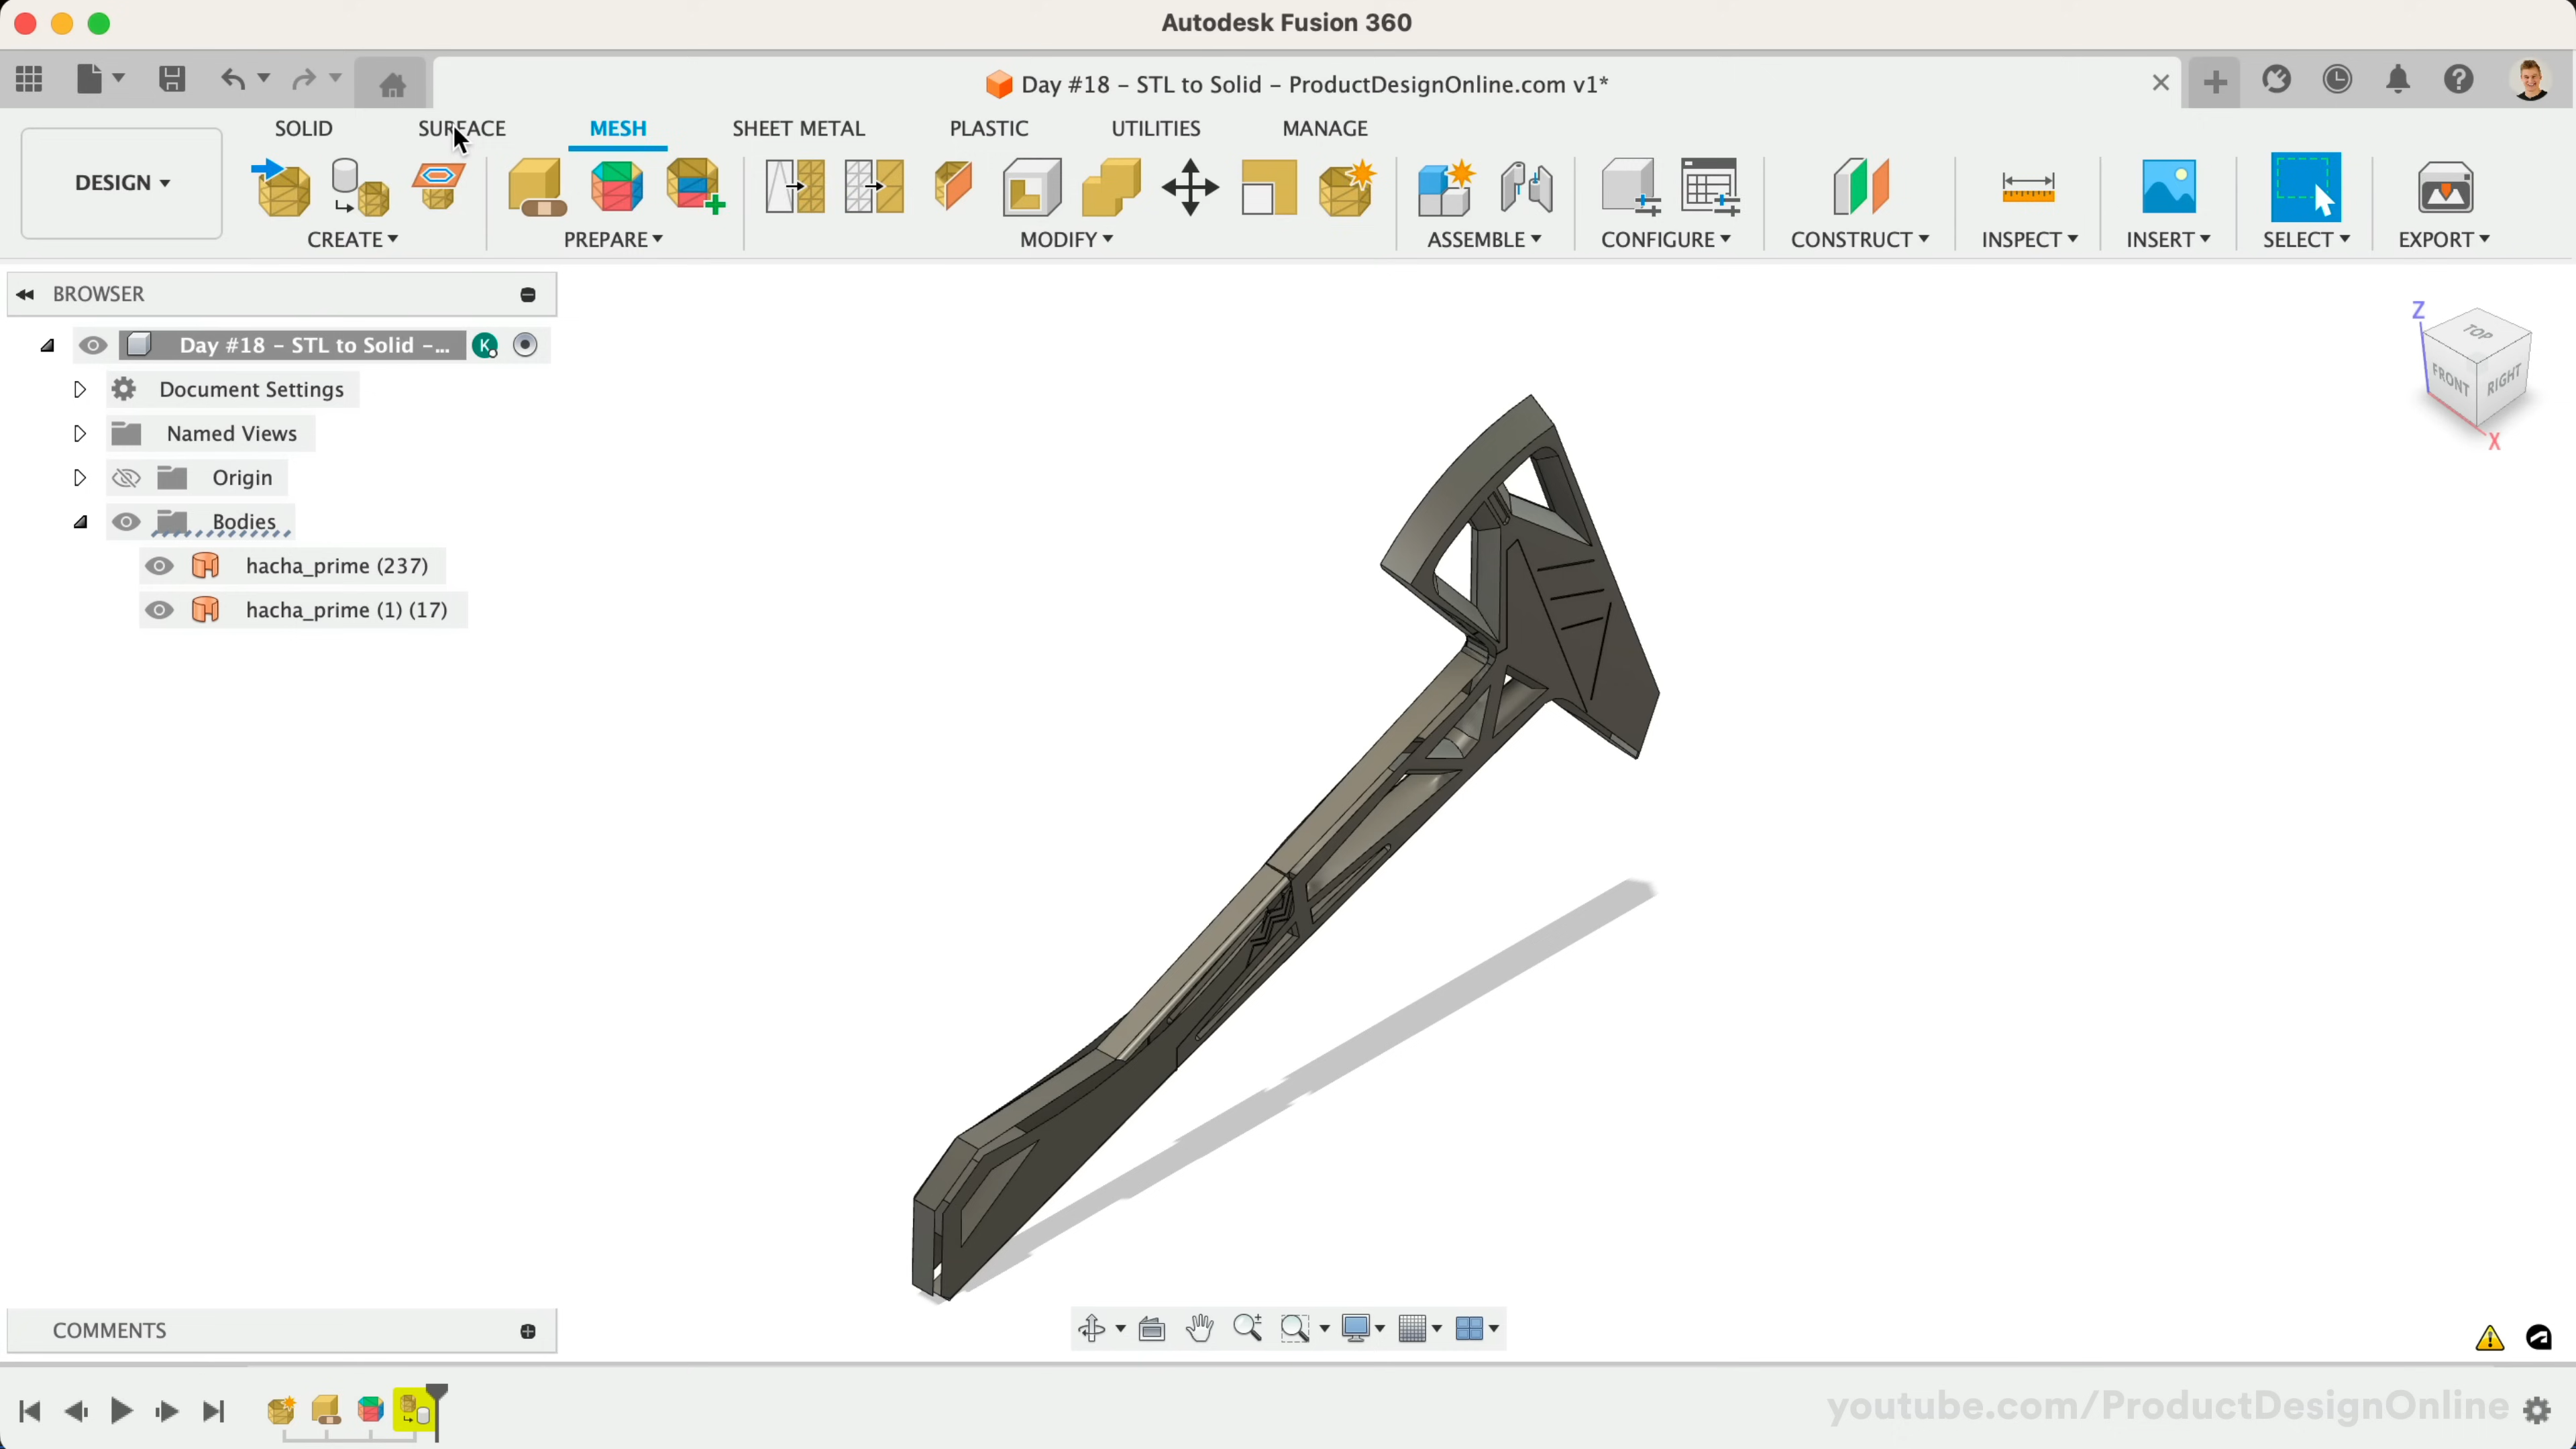 Autodesk Fusion 360
Day #18 - STL to Solid - ProductDesignOnline.com v1*
SOLID SURFACE MESH SHEET METAL PLASTIC UTILITIES MANAGE
DESIGN
CREATE PREPARE MODIFY ASSEMBLE CONFIGURE CONSTRUCT INSPECT INSERT SELECT EXPORT
BROWSER
Day #18 - STL to Solid -... K
Document Settings
Named Views
Origin
Bodies
hacha_prime (237)
hacha_prime (1) (17)
Z
TOP
FRONT RIGHT
X
COMMENTS
youtube.com/ProductDesignOnline